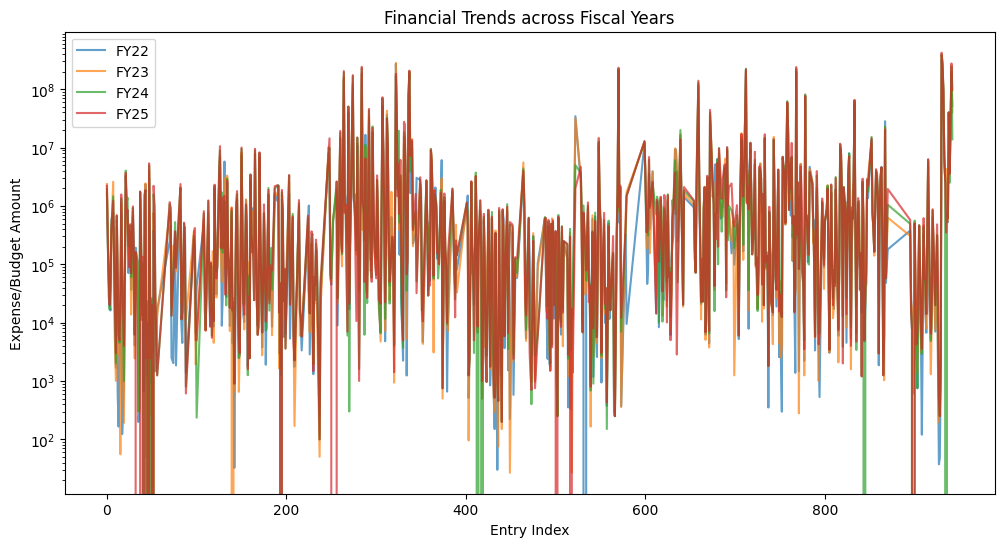 Financial Trends across Fiscal Years
FY22
FY23
FY24
FY25
Expense/Budget Amount
10^8
10^7
10^6
10^5
10^4
10^3
10^2
0 200 400 600 800
Entry Index